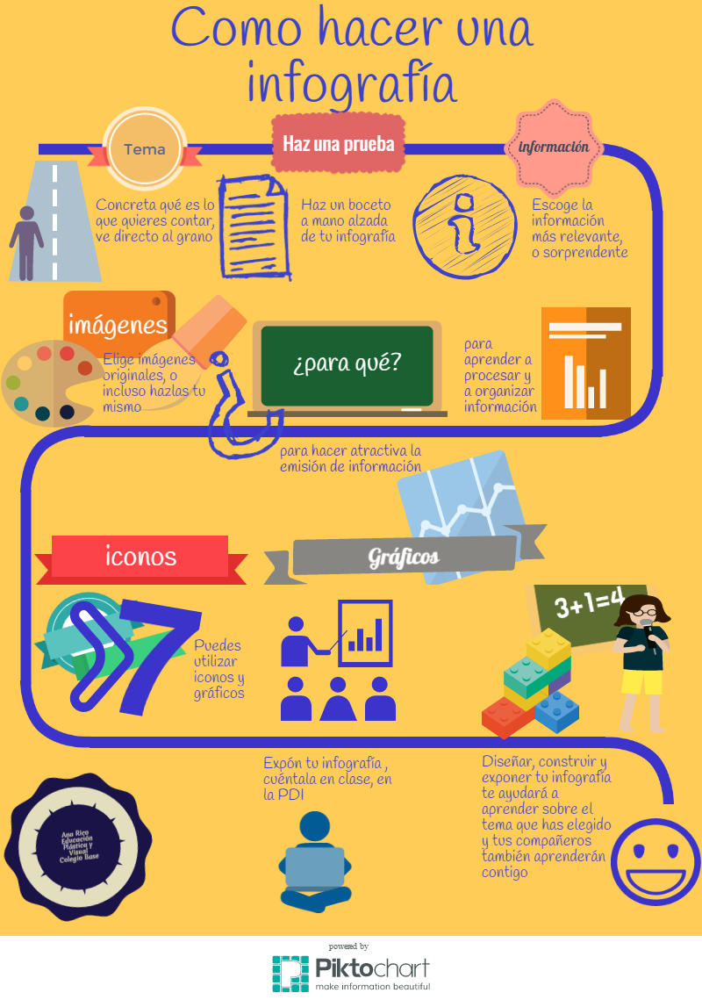 Como hacer una
infografía
Tema
Haz una prueba
información
Concreta qué es lo
que quieres contar,
ve directo al grano
Haz un boceto
a mano alzada
de tu infografía
Escoge la
información
más relevante,
o sorprendente
imágenes
Elige imágenes
originales, o
incluso hazlas tu
mismo
¿para qué?
para
aprender a
procesar y
a organizar
información
para hacer atractiva la
emisión de información
iconos
Gráficos
7
Puedes
utilizar
iconos y
gráficos
3+1=4
Expón tu infografía ,
cuéntala en clase, en
la PDI
Diseñar, construir y
exponer tu infografía
te ayudará a
aprender sobre el
tema que has elegido
y tus compañeros
también aprenderán
contigo
Ana Rico
Educación
Plástica y
Visual
Colegio Base
powered by
Piktochart
make information beautiful